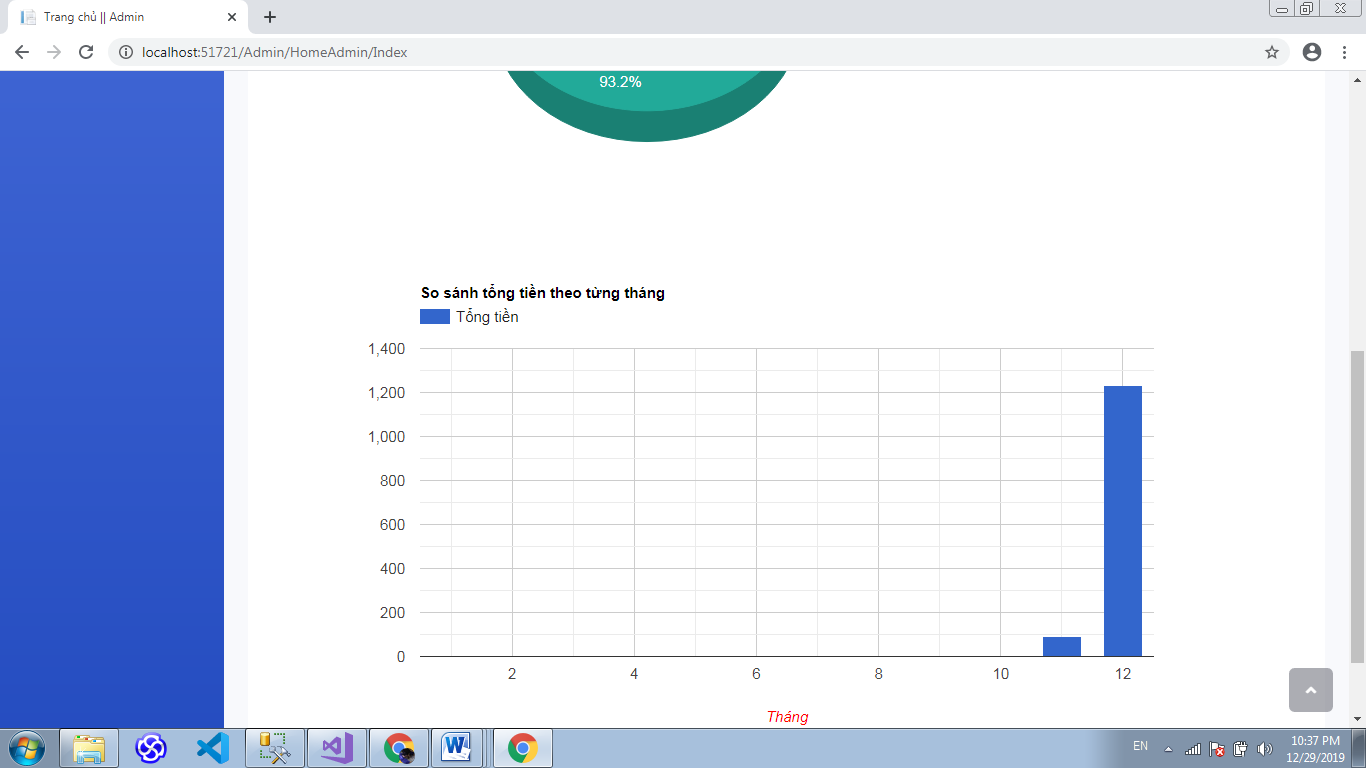 Trang chủ || Admin
localhost:51721/Admin/HomeAdmin/Index
93.2%
So sánh tổng tiền theo từng tháng
Tổng tiền
1,400
1,200
1,000
800
600
400
200
0
2 4 6 8 10 12
Tháng
EN
10:37 PM
12/29/2019